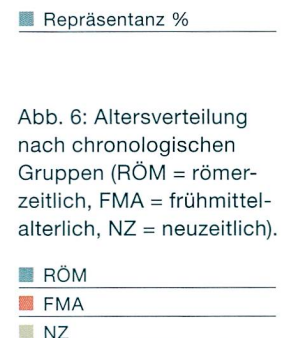 Repräsentanz %
Abb. 6: Altersverteilung
nach chronologischen
Gruppen (RÖM = römer-
zeitlich, FMA = frühmittel-
alterlich, NZ = neuzeitlich).
RÖM
FMA
NZ